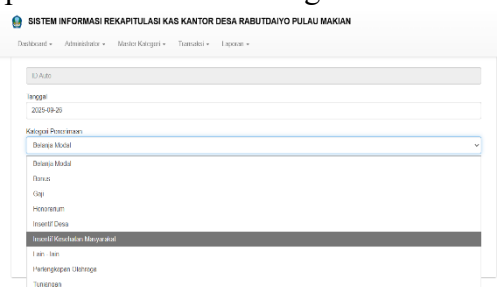 SISTEM INFORMASI REKAPITULASI KAS KANTOR DESA RABUTDAIYO PULAU MAKIAN
Dashboard Administrator Master Kategori Transaksi Laporan
ID Auto
Tanggal
2025-09-26
Kategori Penerimaan
Belanja Modal
Belanja Modal
Bonus
Gaji
Honorarium
Insentif Desa
Insentif Kesehatan Masyarakat
Lain - lain
Perlengkapan Olahraga
Tunjangan